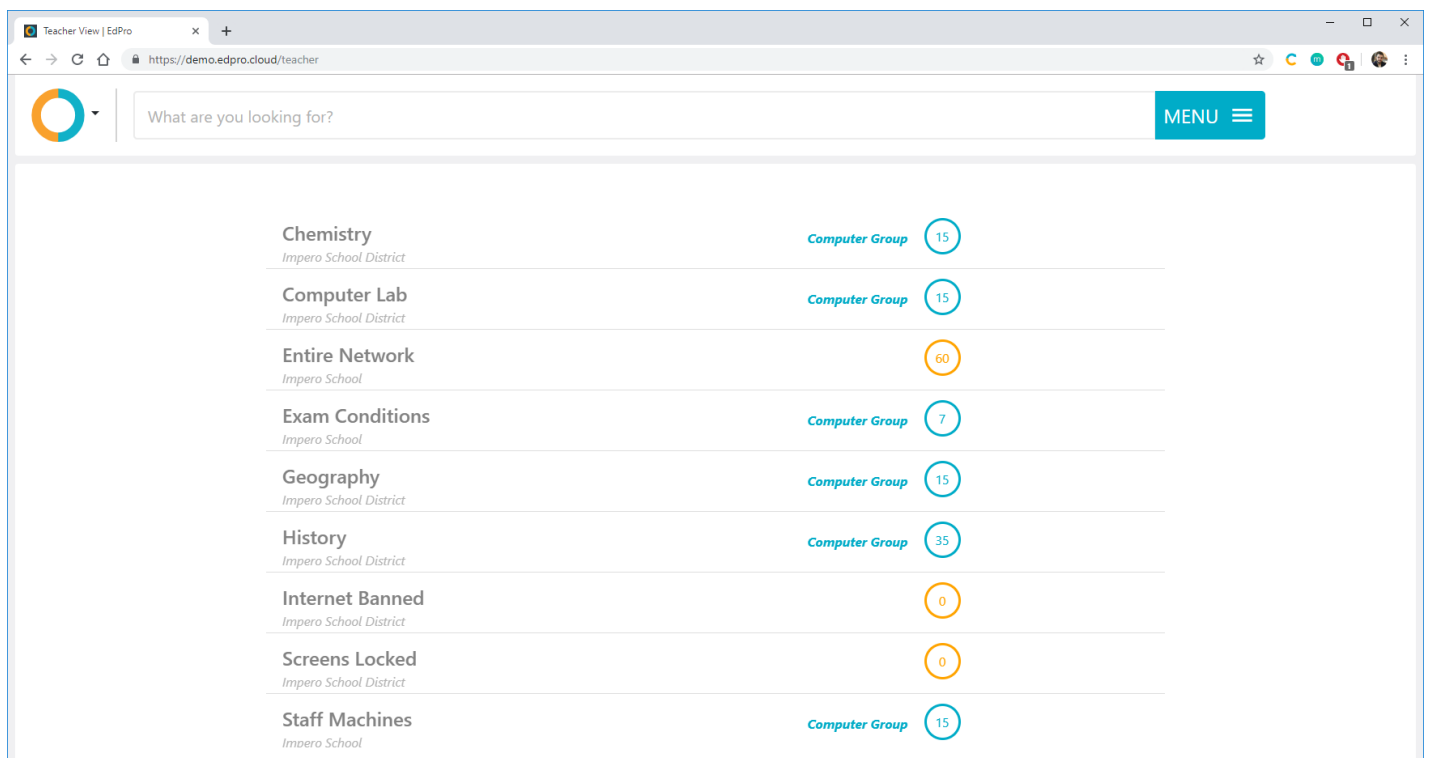 Teacher View | EdPro
https://demo.edpro.cloud/teacher
1
What are you looking for?
MENU
Chemistry
Computer Group 15
Impero School District
Computer Lab
Computer Group 15
Impero School District
Entire Network
60
Impero School
Exam Conditions
Computer Group 7
Impero School
Geography
Computer Group 15
Impero School District
History
Computer Group 35
Impero School District
Internet Banned
0
Impero School District
Screens Locked
0
Impero School District
Staff Machines
Computer Group 15
Impero School